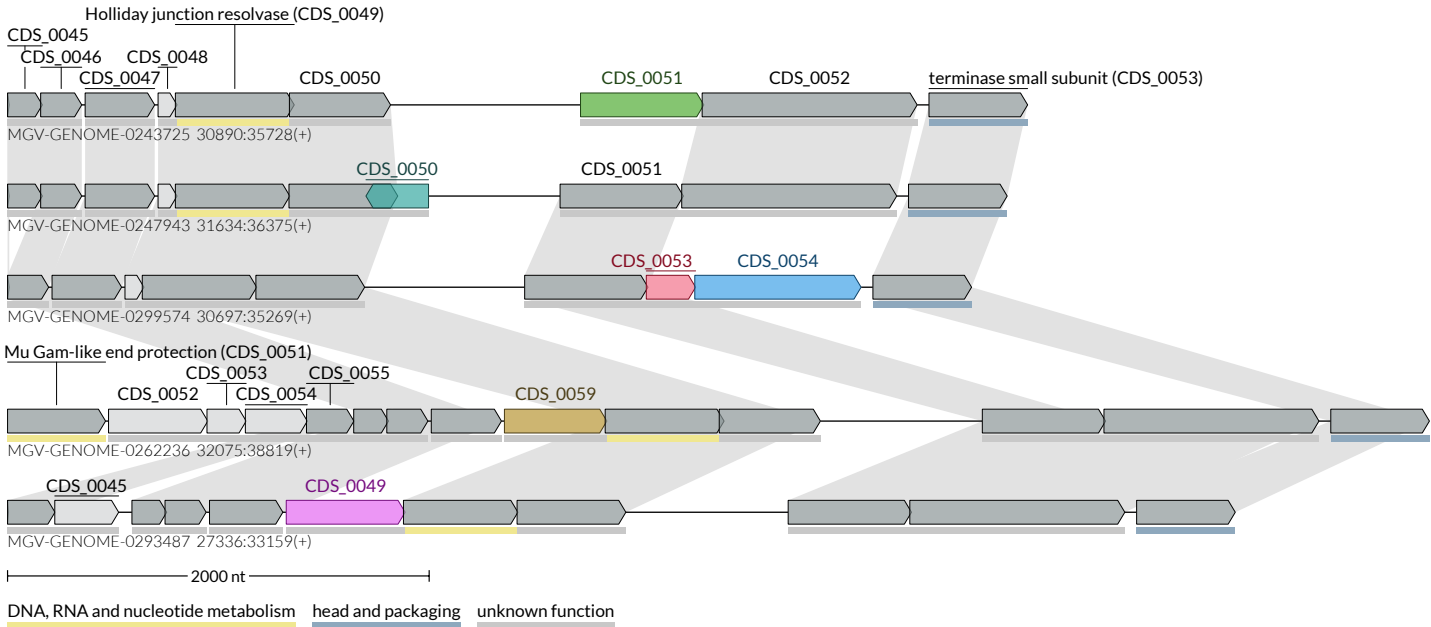 Holliday junction resolvase (CDS_0049)
CDS_0045
CDS_0046 CDS_0048
CDS_0047 CDS_0050 CDS_0051 CDS_0052 terminase small subunit (CDS_0053)
MGV-GENOME-0243725 30890:35728(+)
CDS_0050 CDS_0051
MGV-GENOME-0247943 31634:36375(+)
CDS_0053 CDS_0054
MGV-GENOME-0299574 30697:35269(+)
Mu Gam-like end protection (CDS_0051)
CDS_0053 CDS_0055
CDS_0052 CDS_0054 CDS_0059
MGV-GENOME-0262236 32075:38819(+)
CDS_0045 CDS_0049
MGV-GENOME-0293487 27336:33159(+)
2000 nt
DNA, RNA and nucleotide metabolism head and packaging unknown function